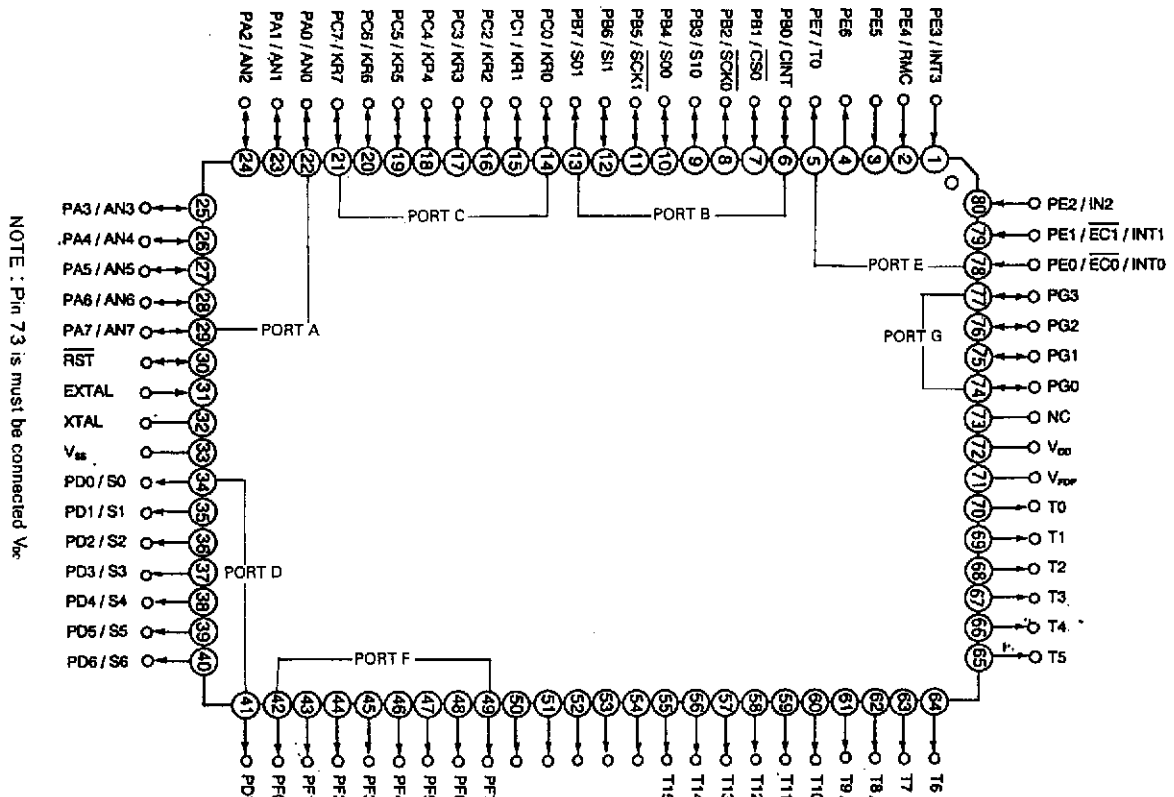 PA2 / AN2
PA1 / AN1
PA0 / AN0
PC7 / KR7
PC6 / KR6
PC5 / KR5
PC4 / KR4
PC3 / KR3
PC2 / KR2
PC1 / KR1
PC0 / KR0
PB7 / S01
PB6 / SI1
PB5 / SCK1
PB4 / S00
PB3 / S10
PB2 / SCK0
PB1 / CS0
PB0 / CINT
PE7 / T0
PE6
PE5
PE4 / RMC
PE3 / INT3
24 23 22 21 20 19 18 17 16 15 14 13 12 11 10 9 8 7 6 5 4 3 2 1
PORT C
PORT B
PORT E
PORT A
PORT G
PORT D
PORT F
PA3 / AN3 25
PA4 / AN4 26
PA5 / AN5 27
PA6 / AN6 28
PA7 / AN7 29
RST 30
EXTAL 31
XTAL 32
Vss 33
PD0 / S0 34
PD1 / S1 35
PD2 / S2 36
PD3 / S3 37
PD4 / S4 38
PD5 / S5 39
PD6 / S6 40
80 PE2 / IN2
79 PE1 / EC1 / INT1
78 PE0 / EC0 / INT0
77 PG3
76 PG2
75 PG1
74 PG0
73 NC
72 VDD
71 VFDP
70 T0
69 T1
68 T2
67 T3
66 T4
65 T5
41 42 43 44 45 46 47 48 49 50 51 52 53 54 55 56 57 58 59 60 61 62 63 64
T14
T13
T12
T11
T10
T9
T8
T7
T6
NOTE : Pin 73 is must be connected